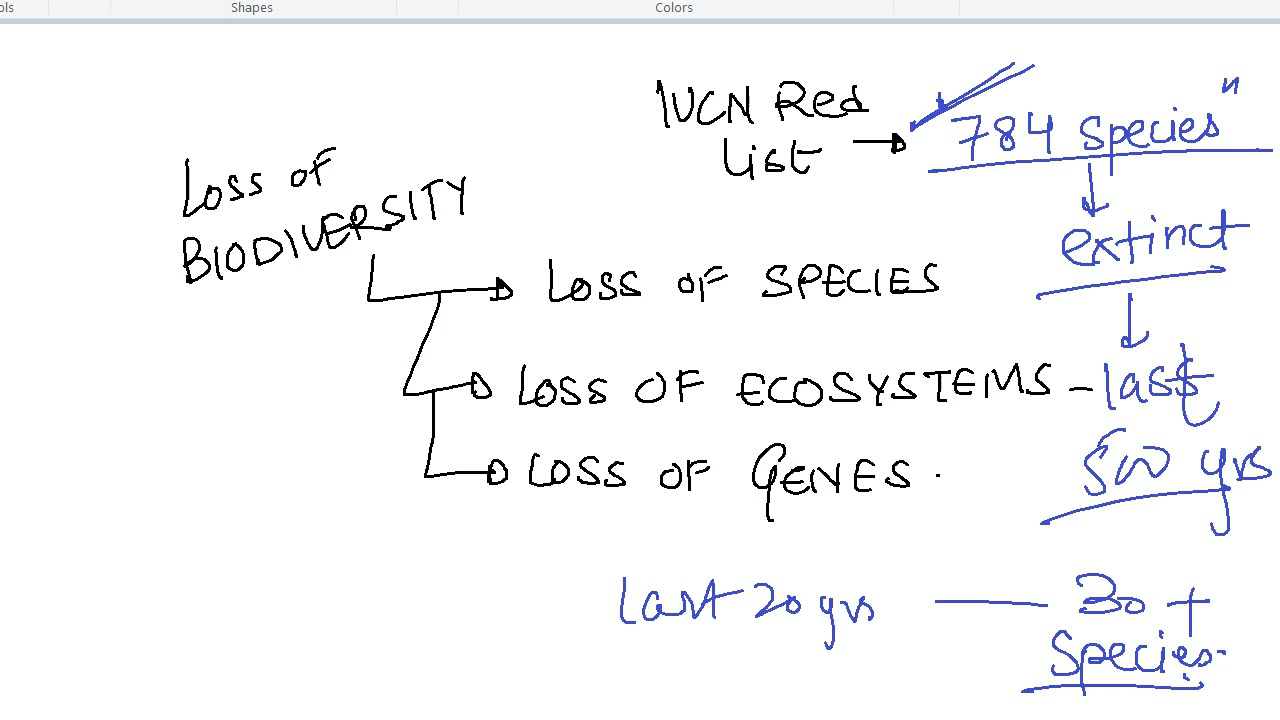 ols Shapes Colors
IUCN Red
List → 784 Species"
Loss of
BIODIVERSITY
extinct
LOSS OF SPECIES
LOSS OF ECOSYSTEMS - last
500 yrs
LOSS OF GENES .
Last 20 yrs — 30 +
Species.